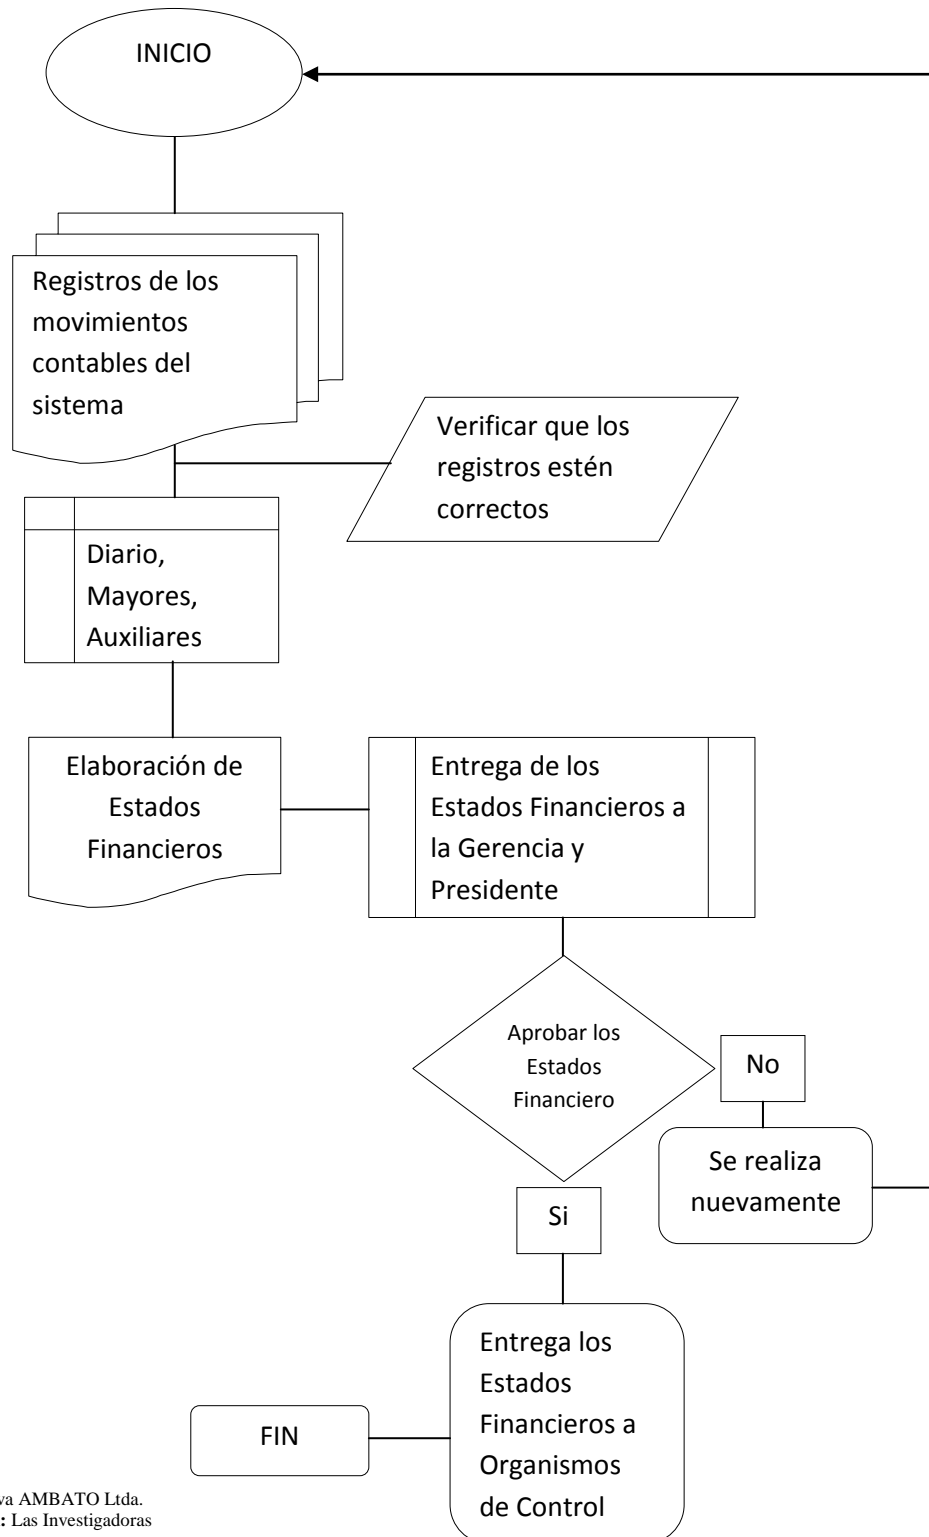 INICIO
Registros de los
movimientos
contables del
sistema
Verificar que los
registros estén
correctos
Diario,
Mayores,
Auxiliares
Elaboración de
Estados
Financieros
Entrega de los
Estados Financieros a
la Gerencia y
Presidente
Aprobar los
Estados
Financiero
No
Se realiza
nuevamente
Si
Entrega los
Estados
Financieros a
Organismos
de Control
FIN
va AMBATO Ltda.
: Las Investigadoras